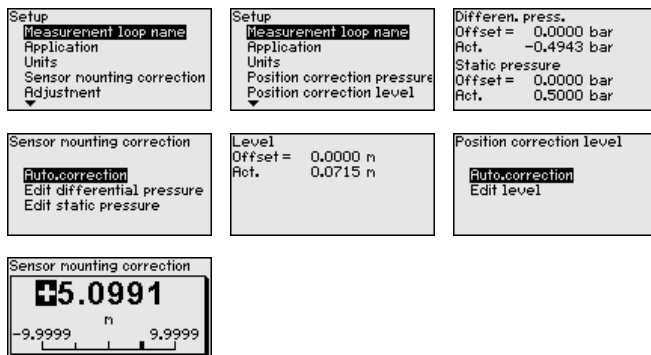 Setup
Measurement loop name
Application
Units
Sensor mounting correction
Adjustment
Setup
Measurement loop name
Application
Units
Position correction pressure
Position correction level
Differen. press.
Offset = 0.0000 bar
Act. -0.4943 bar
Static pressure
Offset = 0.0000 bar
Act. 0.5000 bar
Sensor mounting correction
Auto.correction
Edit differential pressure
Edit static pressure
Level
Offset = 0.0000 m
Act. 0.0715 m
Position correction level
Auto.correction
Edit level
Sensor mounting correction
+5.0991
m
-9.9999 9.9999